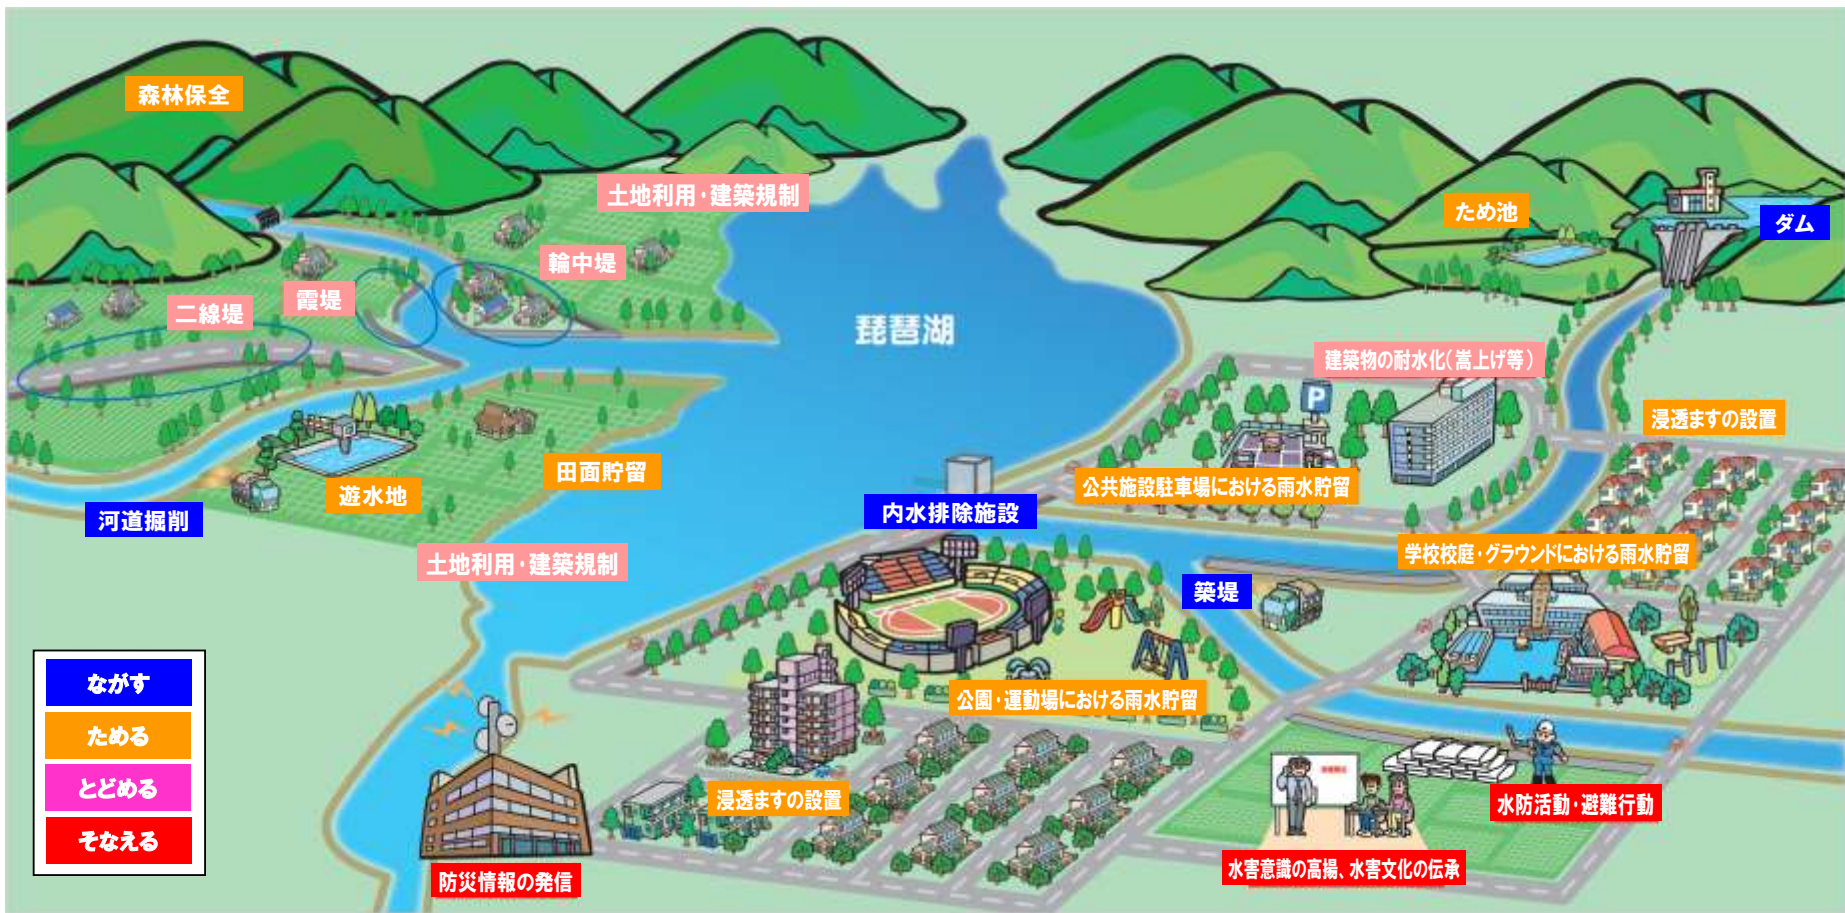 森林保全
土地利用・建築規制
ため池
ダム
輪中堤
霞堤
二線堤
琵琶湖
建築物の耐水化（嵩上げ等）
P
浸透ますの設置
田面貯留
遊水地
公共施設駐車場における雨水貯留
河道掘削
内水排除施設
土地利用・建築規制
学校校庭・グラウンドにおける雨水貯留
築堤
公園・運動場における雨水貯留
ながす
ためる
とどめる
そなえる
浸透ますの設置
水防活動・避難行動
水害意識の高揚、水害文化の伝承
防災情報の発信